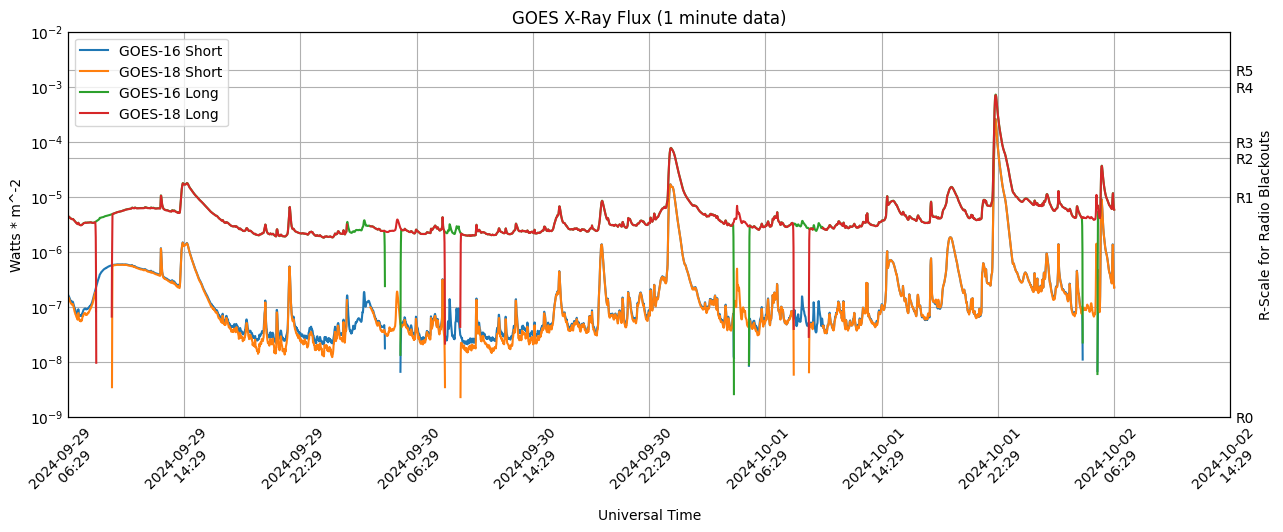 GOES X-Ray Flux (1 minute data)
GOES-16 Short
GOES-18 Short
GOES-16 Long
GOES-18 Long
10^-2
10^-3
10^-4
10^-5
10^-6
10^-7
10^-8
10^-9
Watts * m^-2
R5
R4
R3
R2
R1
R0
R-Scale for Radio Blackouts
2024-09-29
06:29
2024-09-29
14:29
2024-09-29
22:29
2024-09-30
06:29
2024-09-30
14:29
2024-09-30
22:29
2024-10-01
06:29
2024-10-01
14:29
2024-10-01
22:29
2024-10-02
06:29
2024-10-02
14:29
Universal Time